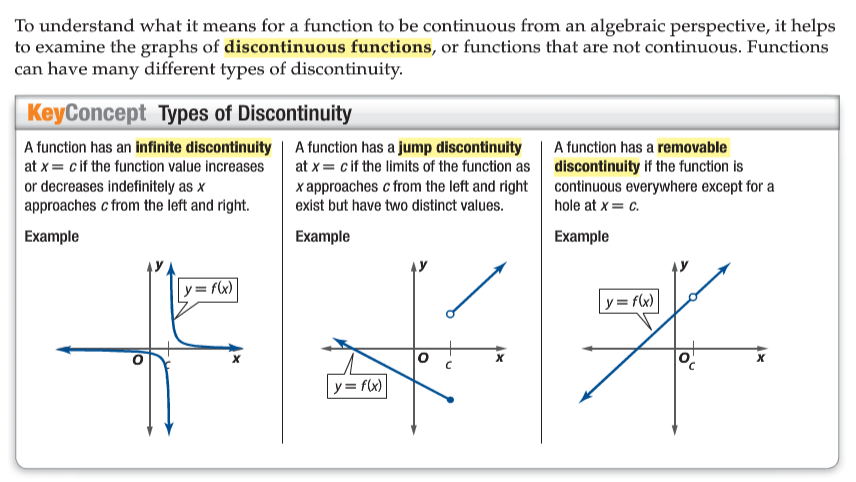 To understand what it means for a function to be continuous from an algebraic perspective, it helps
to examine the graphs of discontinuous functions, or functions that are not continuous. Functions
can have many different types of discontinuity.
KeyConcept Types of Discontinuity
A function has an infinite discontinuity
at x = c if the function value increases
or decreases indefinitely as x
approaches c from the left and right.
Example
y
y = f(x)
O
c
x
A function has a jump discontinuity
at x = c if the limits of the function as
x approaches c from the left and right
exist but have two distinct values.
Example
y
O
c
x
y = f(x)
A function has a removable
discontinuity if the function is
continuous everywhere except for a
hole at x = c.
Example
y
y = f(x)
O
c
x